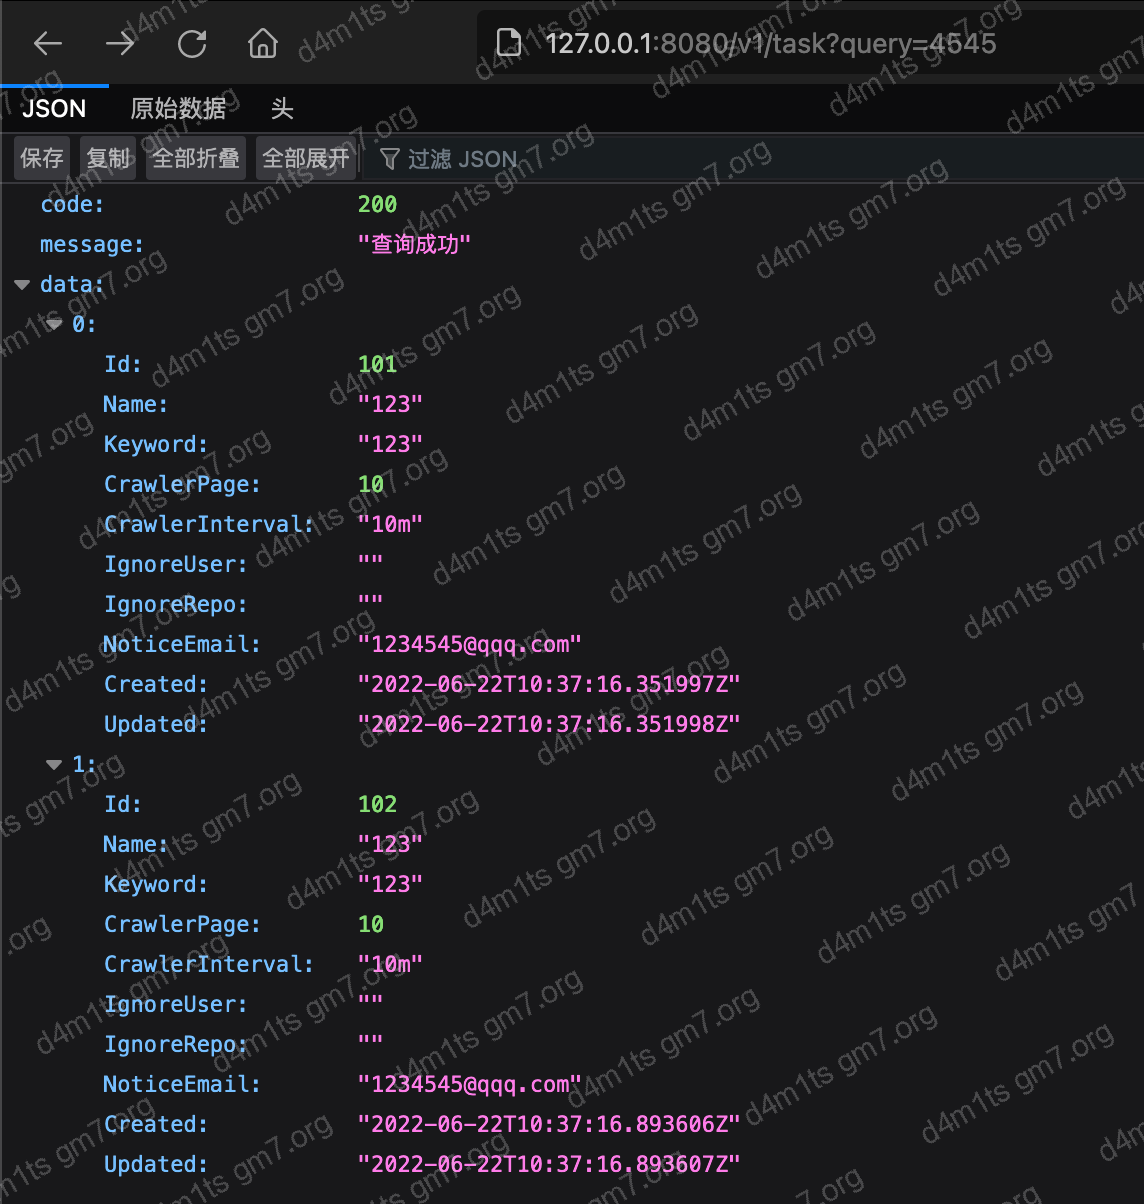 127.0.0.1:8080/v1/task?query=4545
JSON 原始数据 头
保存 复制 全部折叠 全部展开 过滤 JSON
code: 200
message: "查询成功"
data:
0:
Id: 101
Name: "123"
Keyword: "123"
CrawlerPage: 10
CrawlerInterval: "10m"
IgnoreUser: ""
IgnoreRepo: ""
NoticeEmail: "1234545@qqq.com"
Created: "2022-06-22T10:37:16.351997Z"
Updated: "2022-06-22T10:37:16.351998Z"
1:
Id: 102
Name: "123"
Keyword: "123"
CrawlerPage: 10
CrawlerInterval: "10m"
IgnoreUser: ""
IgnoreRepo: ""
NoticeEmail: "1234545@qqq.com"
Created: "2022-06-22T10:37:16.893606Z"
Updated: "2022-06-22T10:37:16.893607Z"
d4m1ts gm7.org